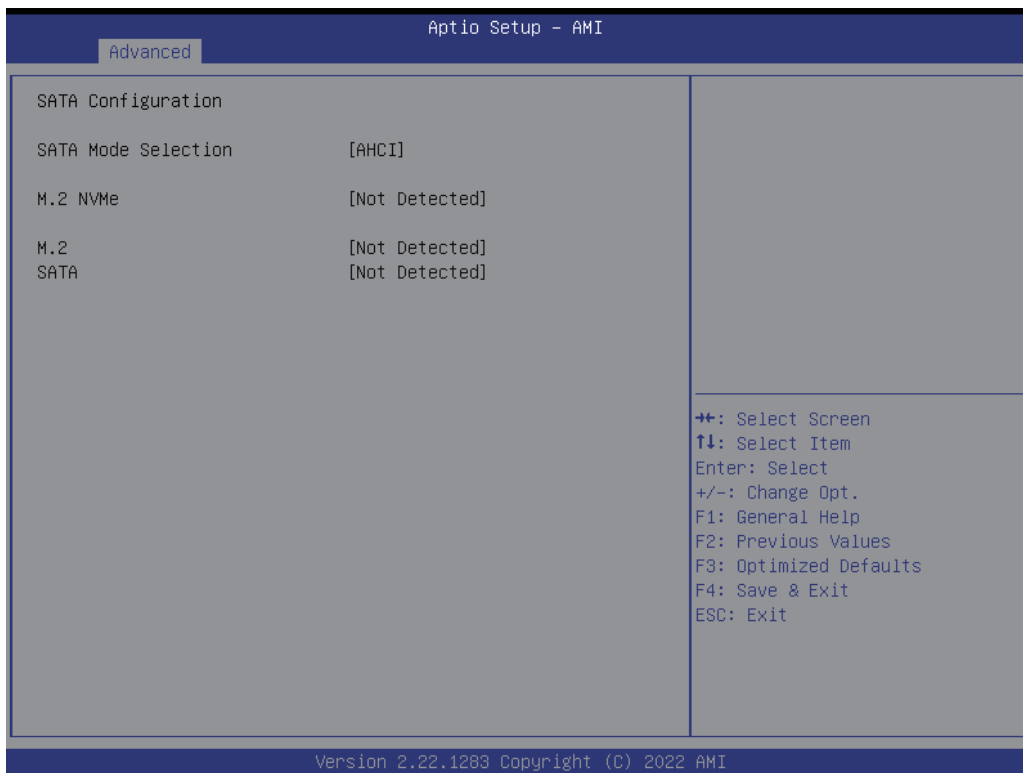 Aptio Setup – AMI
Advanced
SATA Configuration
SATA Mode Selection [AHCI]
M.2 NVMe [Not Detected]
M.2 [Not Detected]
SATA [Not Detected]
→←: Select Screen
↑↓: Select Item
Enter: Select
+/-: Change Opt.
F1: General Help
F2: Previous Values
F3: Optimized Defaults
F4: Save & Exit
ESC: Exit
Version 2.22.1283 Copyright (C) 2022 AMI